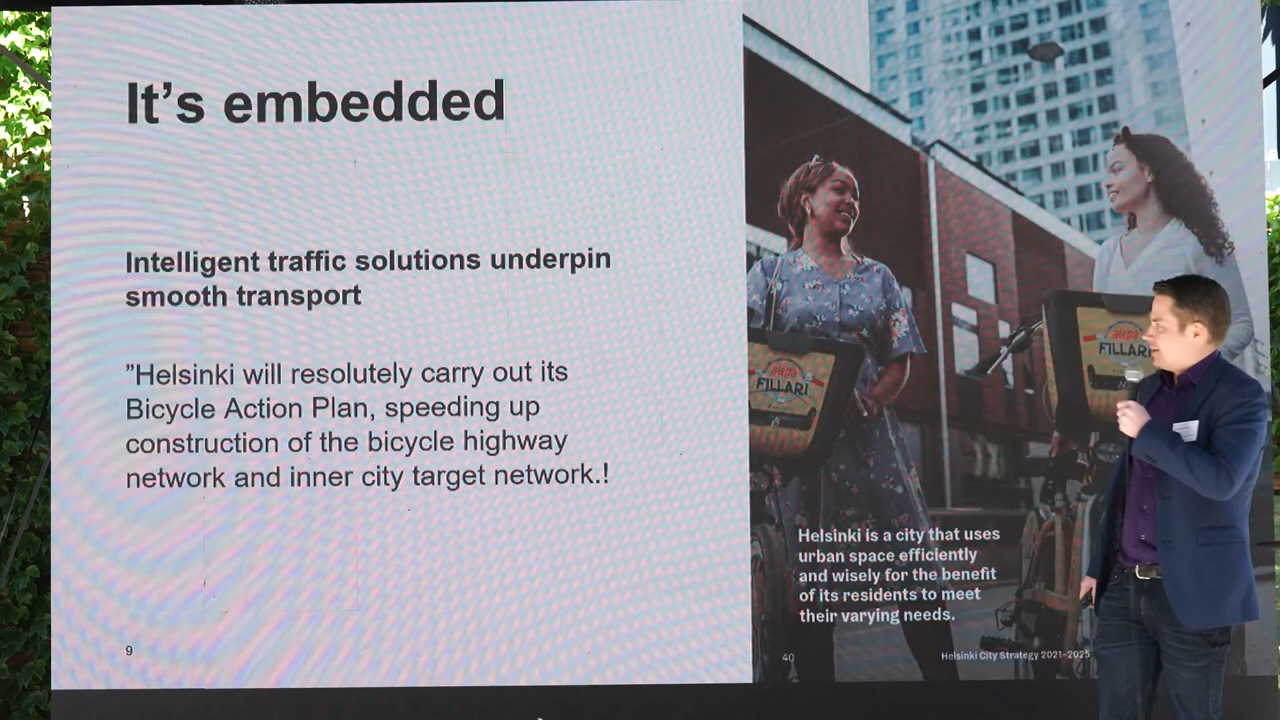 It's embedded
Intelligent traffic solutions underpin
smooth transport
”Helsinki will resolutely carry out its
Bicycle Action Plan, speeding up
construction of the bicycle highway
network and inner city target network.!
9
alepa
FILLARI
alepa
FILLARI
Helsinki is a city that uses
urban space efficiently
and wisely for the benefit
of its residents to meet
their varying needs.
40
Helsinki City Strategy 2021–2025